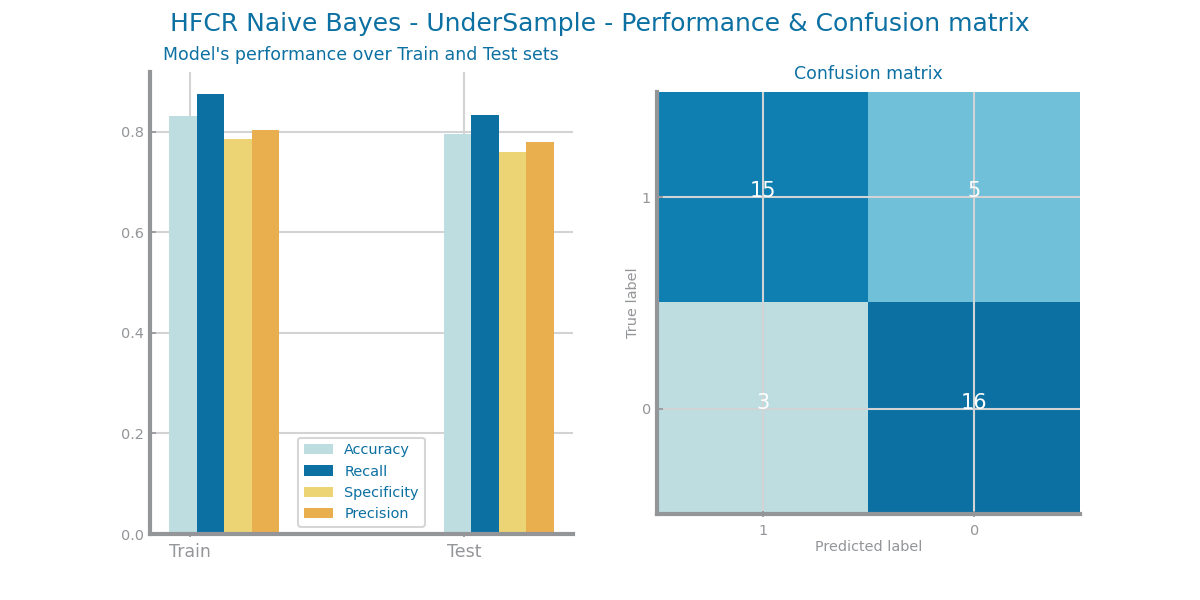 HFCR Naive Bayes - UnderSample - Performance & Confusion matrix
Model's performance over Train and Test sets
0.8
0.6
0.4
0.2
0.0
Train
Test
Accuracy
Recall
Specificity
Precision
Confusion matrix
True label
1
0
15
5
3
16
1
0
Predicted label